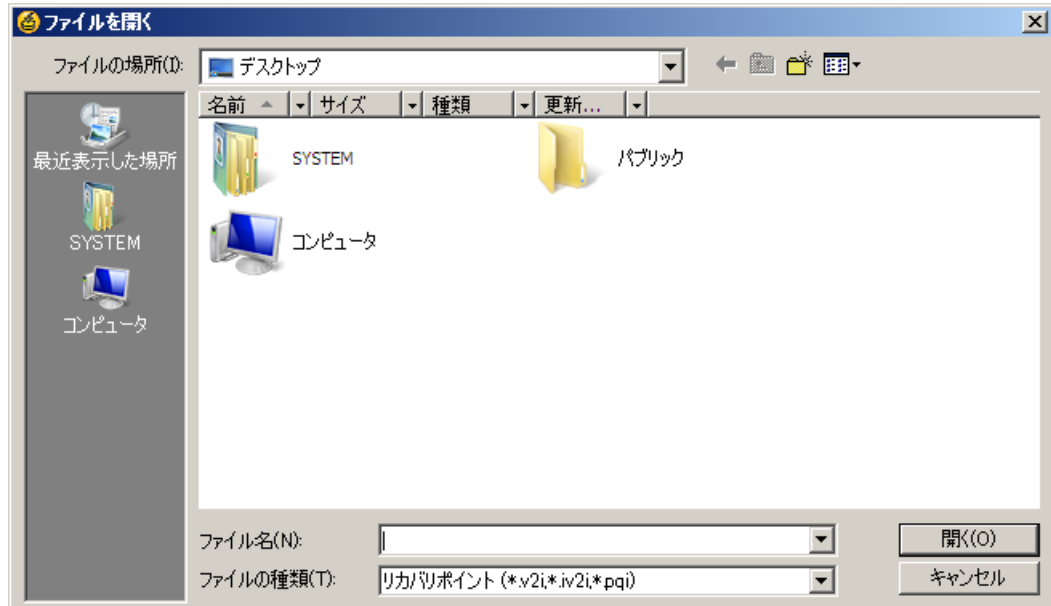 ファイルを開く
ファイルの場所(I):
デスクトップ
名前 サイズ 種類 更新...
最近表示した場所
SYSTEM
コンピュータ
SYSTEM
パブリック
コンピュータ
ファイル名(N):
開く(O)
ファイルの種類(T):
リカバリポイント (*.v2i,*.iv2i,*.pqi)
キャンセル